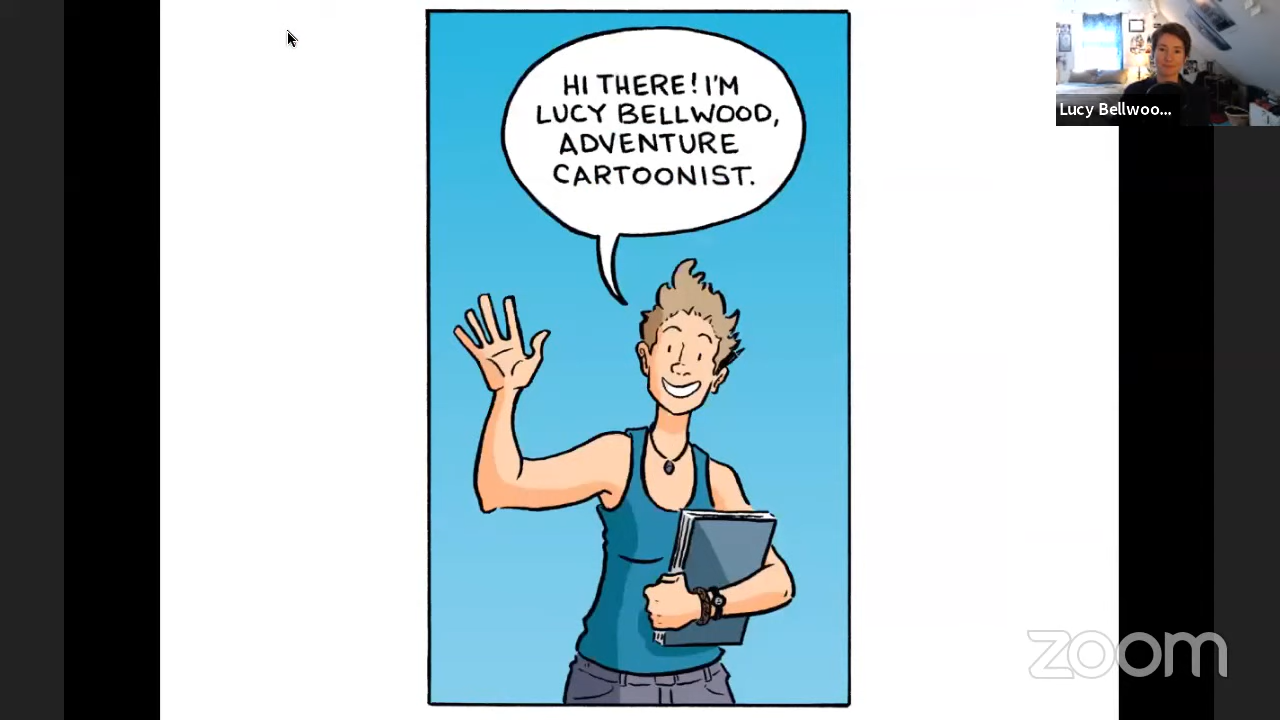 HI THERE! I'M
LUCY BELLWOOD,
ADVENTURE
CARTOONIST.
Lucy Bellwoo...
zoom